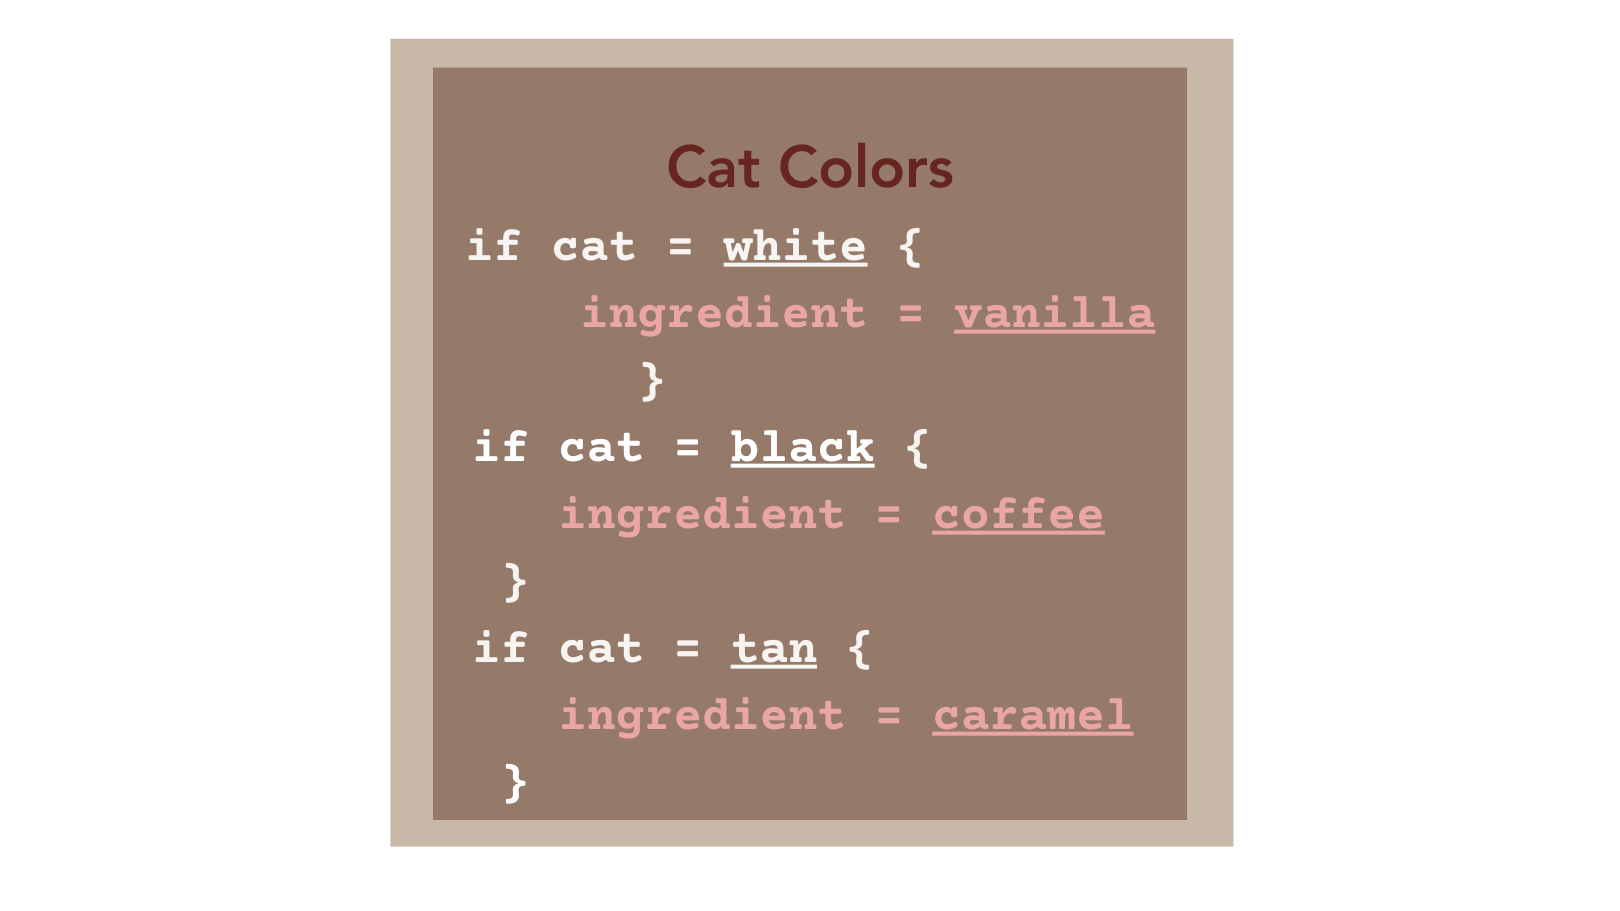 Cat Colors
if cat = white {
ingredient = vanilla
}
if cat = black {
ingredient = coffee
}
if cat = tan {
ingredient = caramel
}